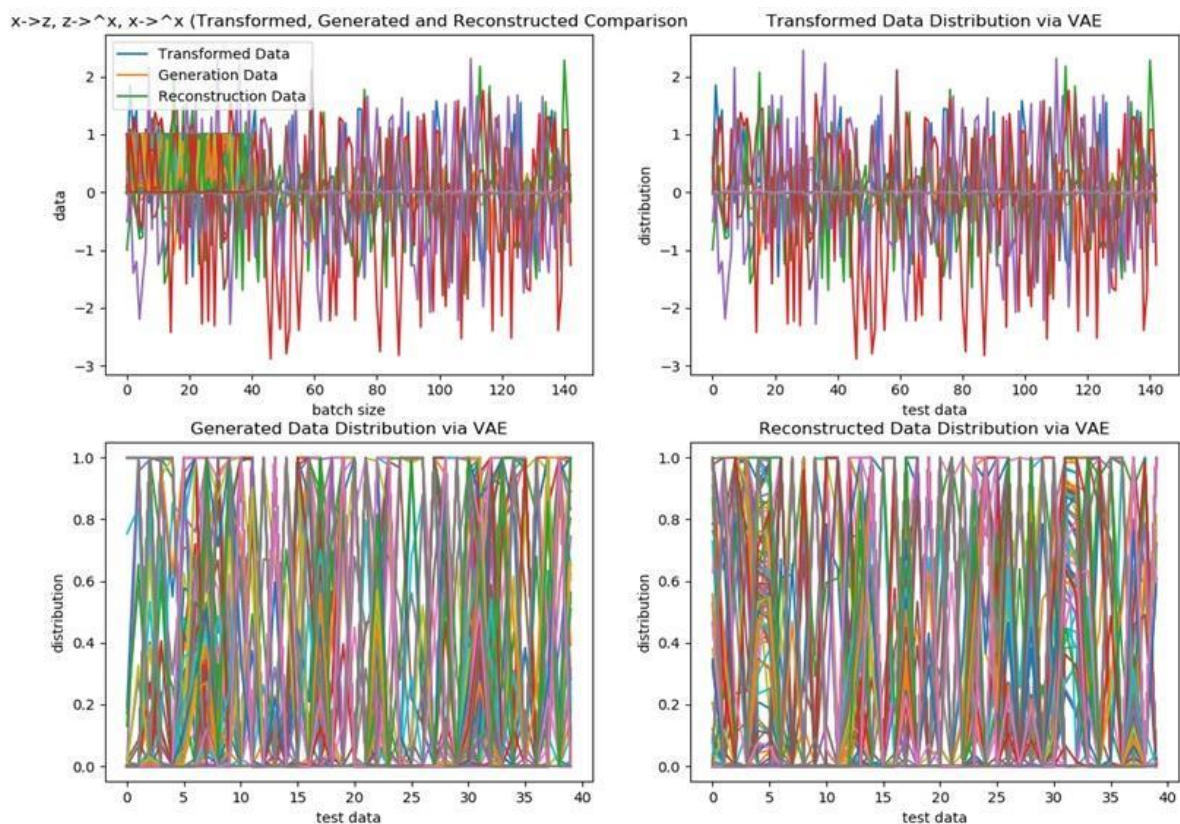 x->z, z->^x, x->^x (Transformed, Generated and Reconstructed Comparison
Transformed Data
Generation Data
Reconstruction Data
2
1
0
−1
−2
−3
data
0 20 40 60 80 100 120 140
batch size
Transformed Data Distribution via VAE
2
1
0
−1
−2
−3
distribution
0 20 40 60 80 100 120 140
test data
Generated Data Distribution via VAE
1.0
0.8
0.6
0.4
0.2
0.0
distribution
0 5 10 15 20 25 30 35 40
test data
Reconstructed Data Distribution via VAE
1.0
0.8
0.6
0.4
0.2
0.0
distribution
0 5 10 15 20 25 30 35 40
test data